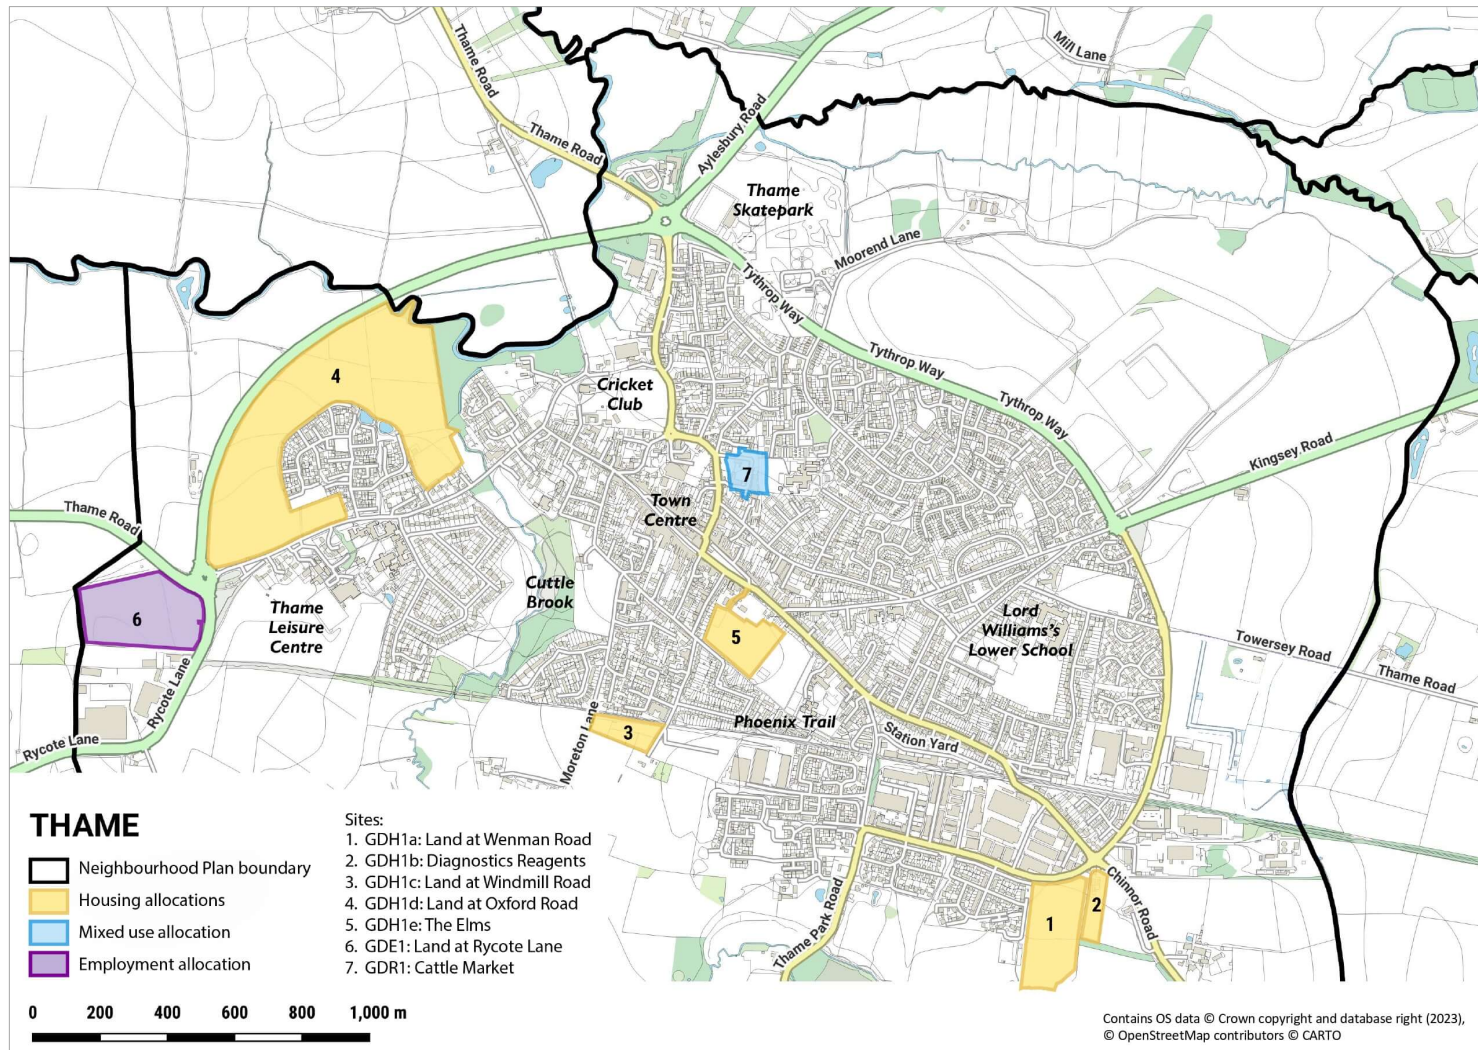 Thame Road
Mill Lane
Thame Road
Aylesbury Road
Thame
Skatepark
Moorend Lane
Tythrop Way
Tythrop Way
Tythrop Way
4
Cricket
Club
Kingsey Road
7
Town
Centre
Thame Road
Cuttle
Brook
6
Thame
Leisure
Centre
5
Lord
Williams's
Lower School
Towersey Road
Thame Road
Rycote Lane
Rycote Lane
Moreton Lane
3
Phoenix Trail
Station Yard
Thame Park Road
Chinnor Road
1
2
THAME
Neighbourhood Plan boundary
Housing allocations
Mixed use allocation
Employment allocation
Sites:
1. GDH1a: Land at Wenman Road
2. GDH1b: Diagnostics Reagents
3. GDH1c: Land at Windmill Road
4. GDH1d: Land at Oxford Road
5. GDH1e: The Elms
6. GDE1: Land at Rycote Lane
7. GDR1: Cattle Market
0 200 400 600 800 1,000 m
Contains OS data © Crown copyright and database right (2023),
© OpenStreetMap contributors © CARTO